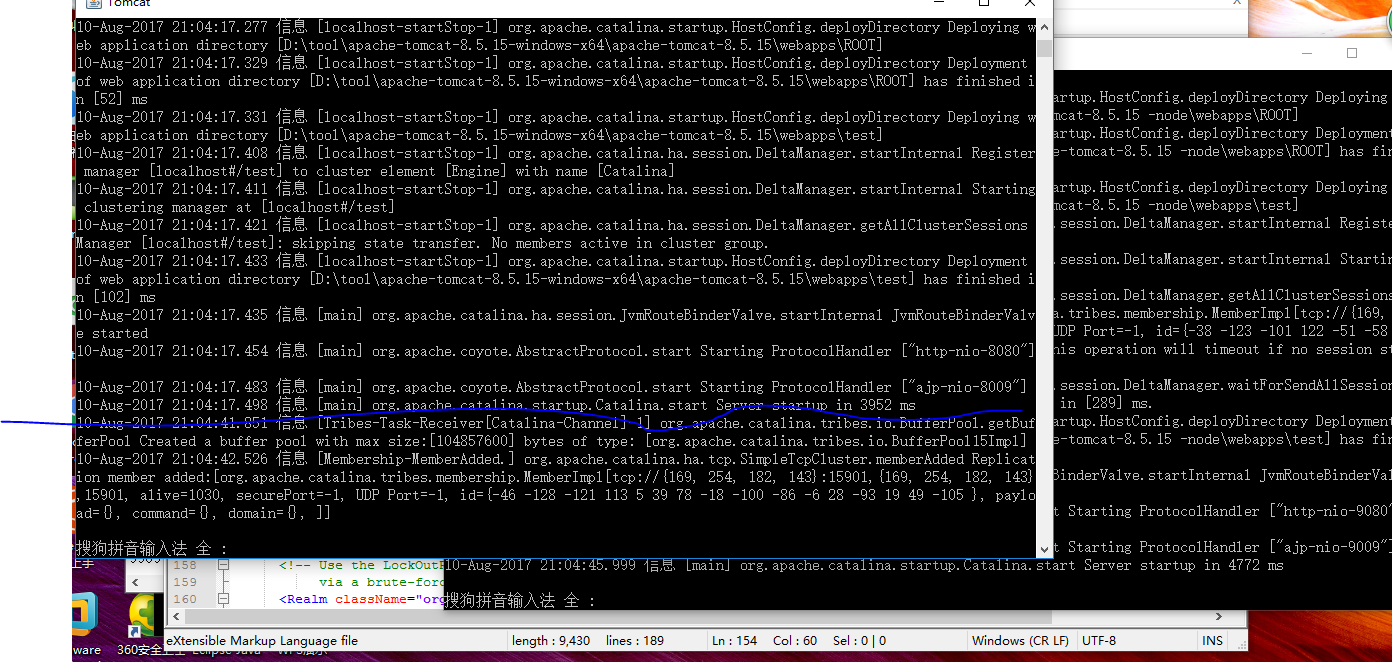 Tomcat
10-Aug-2017 21:04:17.277 信息 [localhost-startStop-1] org.apache.catalina.startup.HostConfig.deployDirectory Deploying w
eb application directory [D:\tool\apache-tomcat-8.5.15-windows-x64\apache-tomcat-8.5.15\webapps\ROOT]
10-Aug-2017 21:04:17.329 信息 [localhost-startStop-1] org.apache.catalina.startup.HostConfig.deployDirectory Deployment
of web application directory [D:\tool\apache-tomcat-8.5.15-windows-x64\apache-tomcat-8.5.15\webapps\ROOT] has finished i
n [52] ms
10-Aug-2017 21:04:17.331 信息 [localhost-startStop-1] org.apache.catalina.startup.HostConfig.deployDirectory Deploying w
eb application directory [D:\tool\apache-tomcat-8.5.15-windows-x64\apache-tomcat-8.5.15\webapps\test]
10-Aug-2017 21:04:17.408 信息 [localhost-startStop-1] org.apache.catalina.ha.session.DeltaManager.startInternal Register
manager [localhost#/test] to cluster element [Engine] with name [Catalina]
10-Aug-2017 21:04:17.411 信息 [localhost-startStop-1] org.apache.catalina.ha.session.DeltaManager.startInternal Starting
clustering manager at [localhost#/test]
10-Aug-2017 21:04:17.421 信息 [localhost-startStop-1] org.apache.catalina.ha.session.DeltaManager.getAllClusterSessions
Manager [localhost#/test]: skipping state transfer. No members active in cluster group.
10-Aug-2017 21:04:17.433 信息 [localhost-startStop-1] org.apache.catalina.startup.HostConfig.deployDirectory Deployment
of web application directory [D:\tool\apache-tomcat-8.5.15-windows-x64\apache-tomcat-8.5.15\webapps\test] has finished i
n [102] ms
10-Aug-2017 21:04:17.435 信息 [main] org.apache.catalina.ha.session.JvmRouteBinderValve.startInternal JvmRouteBinderValv
e started
10-Aug-2017 21:04:17.454 信息 [main] org.apache.coyote.AbstractProtocol.start Starting ProtocolHandler ["http-nio-8080"]
10-Aug-2017 21:04:17.483 信息 [main] org.apache.coyote.AbstractProtocol.start Starting ProtocolHandler ["ajp-nio-8009"]
10-Aug-2017 21:04:17.498 信息 [main] org.apache.catalina.startup.Catalina.start Server startup in 3952 ms
10-Aug-2017 21:04:41.951 信息 [Tribes-Task-Receiver[Catalina-Channel]-1] org.apache.catalina.tribes.io.BufferPool.getBuf
ferPool Created a buffer pool with max size:[104857600] bytes of type: [org.apache.catalina.tribes.io.BufferPool15Impl]
10-Aug-2017 21:04:42.526 信息 [Membership-MemberAdded.] org.apache.catalina.ha.tcp.SimpleTcpCluster.memberAdded Replicat
ion member added:[org.apache.catalina.tribes.membership.MemberImpl[tcp://{169, 254, 182, 143}:15901,{169, 254, 182, 143}
,15901, alive=1030, securePort=-1, UDP Port=-1, id={-46 -128 -121 113 5 39 78 -18 -100 -86 -6 28 -93 19 49 -105 }, paylo
ad={}, command={}, domain={}, ]]
搜狗拼音输入法 全 :
artup.HostConfig.deployDirectory Deploying
mcat-8.5.15 -node\webapps\ROOT]
artup.HostConfig.deployDirectory Deployment
e-tomcat-8.5.15 -node\webapps\ROOT] has fin
artup.HostConfig.deployDirectory Deploying
mcat-8.5.15 -node\webapps\test]
.session.DeltaManager.startInternal Registe
.session.DeltaManager.startInternal Startin
.session.DeltaManager.getAllClusterSessions
a.tribes.membership.MemberImpl[tcp://{169,
UDP Port=-1, id={-38 -123 -101 122 -51 -58
his operation will timeout if no session st
.session.DeltaManager.waitForSendAllSession
in [289] ms.
artup.HostConfig.deployDirectory Deployment
e-tomcat-8.5.15 -node\webapps\test] has fin
BinderValve.startInternal JvmRouteBinderVal
t Starting ProtocolHandler ["http-nio-9080"
t Starting ProtocolHandler ["ajp-nio-9009"]
10-Aug-2017 21:04:45.999 信息 [main] org.apache.catalina.startup.Catalina.start Server startup in 4772 ms
搜狗拼音输入法 全 :
158 <!-- Use the LockOutR
159 via a brute-forc
160 <Realm className="org
eXtensible Markup Language file length : 9,430 lines : 189 Ln : 154 Col : 60 Sel : 0 | 0 Windows (CR LF) UTF-8 INS
上手
ware 360安全卫士 Eclipse Java WPS演示